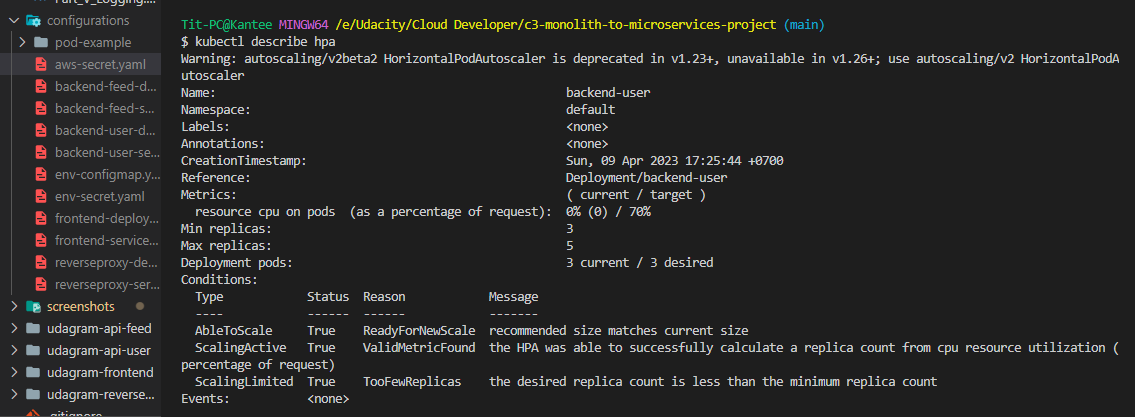 Part_V_Logging....
configurations
pod-example
aws-secret.yaml
backend-feed-d...
backend-feed-s...
backend-user-d...
backend-user-se...
env-configmap.y...
env-secret.yaml
frontend-deploy...
frontend-service...
reverseproxy-de...
reverseproxy-ser...
screenshots
udagram-api-feed
udagram-api-user
udagram-frontend
udagram-reverse...
.gitignore
Tit-PC@Kantee MINGW64 /e/Udacity/Cloud Developer/c3-monolith-to-microservices-project (main)
$ kubectl describe hpa
Warning: autoscaling/v2beta2 HorizontalPodAutoscaler is deprecated in v1.23+, unavailable in v1.26+; use autoscaling/v2 HorizontalPodA
utoscaler
Name: backend-user
Namespace: default
Labels: <none>
Annotations: <none>
CreationTimestamp: Sun, 09 Apr 2023 17:25:44 +0700
Reference: Deployment/backend-user
Metrics: ( current / target )
resource cpu on pods (as a percentage of request): 0% (0) / 70%
Min replicas: 3
Max replicas: 5
Deployment pods: 3 current / 3 desired
Conditions:
Type Status Reason Message
---- ------ ------ -------
AbleToScale True ReadyForNewScale recommended size matches current size
ScalingActive True ValidMetricFound the HPA was able to successfully calculate a replica count from cpu resource utilization (
percentage of request)
ScalingLimited True TooFewReplicas the desired replica count is less than the minimum replica count
Events: <none>